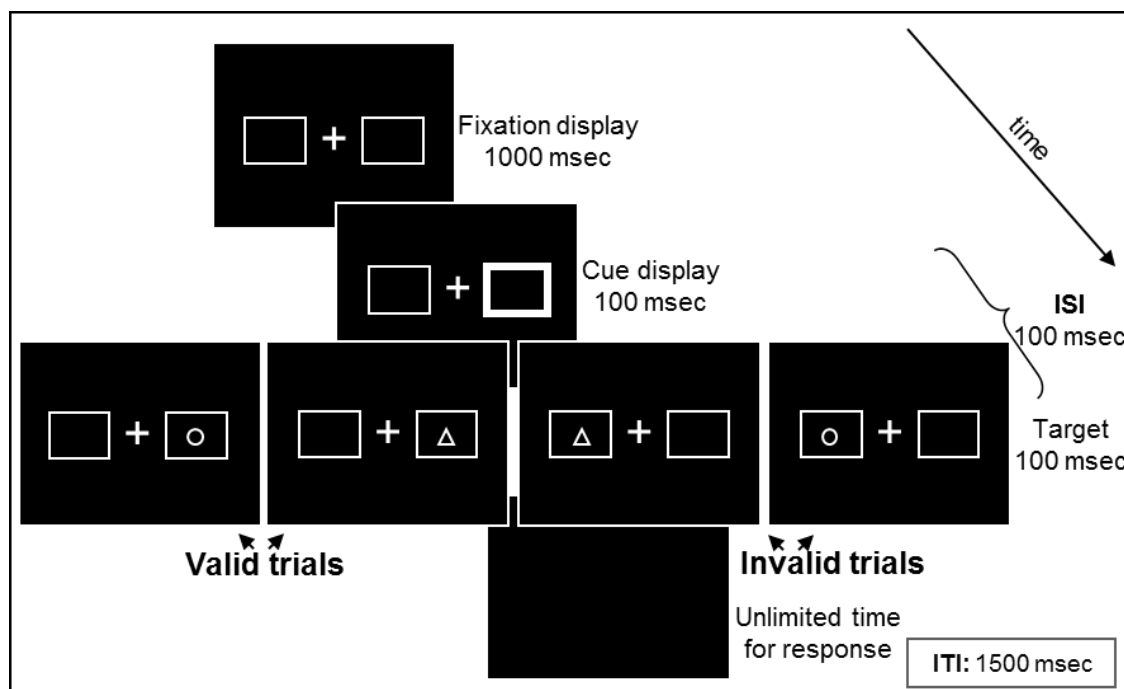 Fixation display
1000 msec
time
Cue display
100 msec
ISI
100 msec
Target
100 msec
Valid trials
Invalid trials
Unlimited time
for response
ITI: 1500 msec